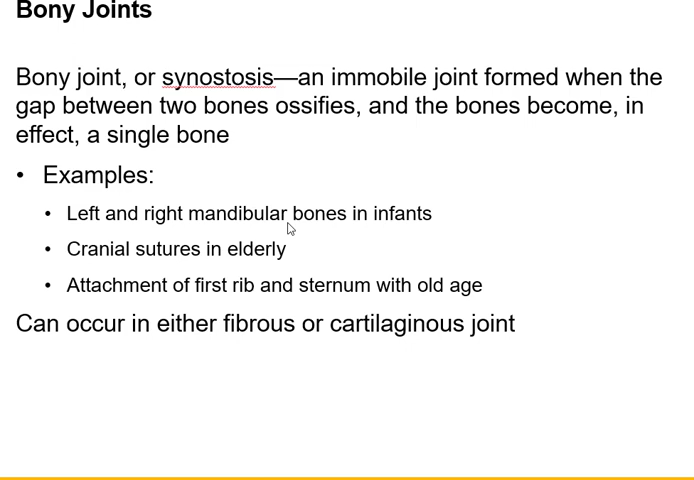 Bony Joints
Bony joint, or synostosis—an immobile joint formed when the
gap between two bones ossifies, and the bones become, in
effect, a single bone
• Examples:
• Left and right mandibular bones in infants
• Cranial sutures in elderly
• Attachment of first rib and sternum with old age
Can occur in either fibrous or cartilaginous joint